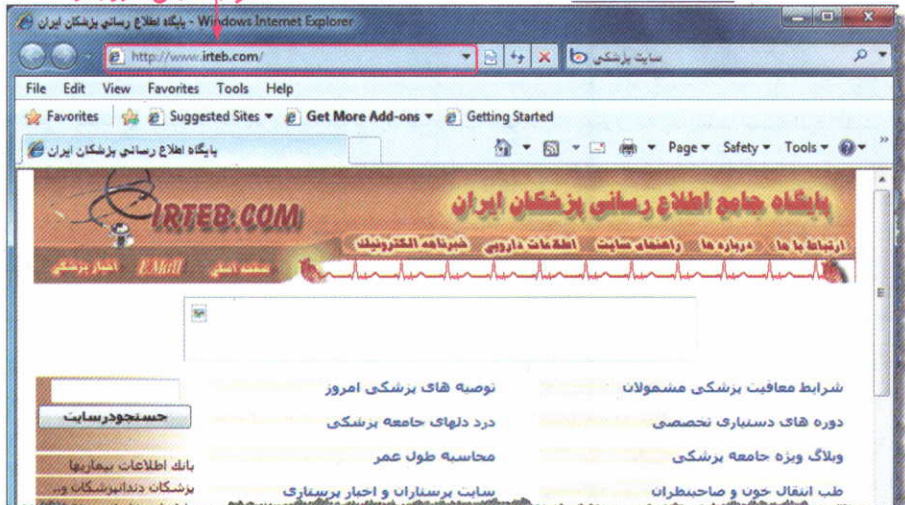 پایگاه اطلاع رسانی پزشکان ایران - Windows Internet Explorer
http://www.irteb.com/
سایت پزشکی
File Edit View Favorites Tools Help
Favorites Suggested Sites Get More Add-ons Getting Started
پایگاه اطلاع رسانی پزشکان ایران
Page Safety Tools
IRTEB.COM
پایگاه جامع اطلاع رسانی پزشکان ایران
ارتباط با ما درباره ما راهنمای سایت اطلاعات دارویی خبرنامه الکترونیک
صفحه اصلی EMail اخبار پزشکی
شرایط معافیت پزشکی مشمولان
توصیه های پزشکی امروز
دوره های دستیاری تخصصی
درد دلهای جامعه پزشکی
جستجودرسایت
وبلاگ ویژه جامعه پزشکی
محاسبه طول عمر
بانك اطلاعات بیماریها
طب انتقال خون و صاحبنظران
سایت پرستاران و اخبار پرستاری
پزشکان دندانپزشکان و..